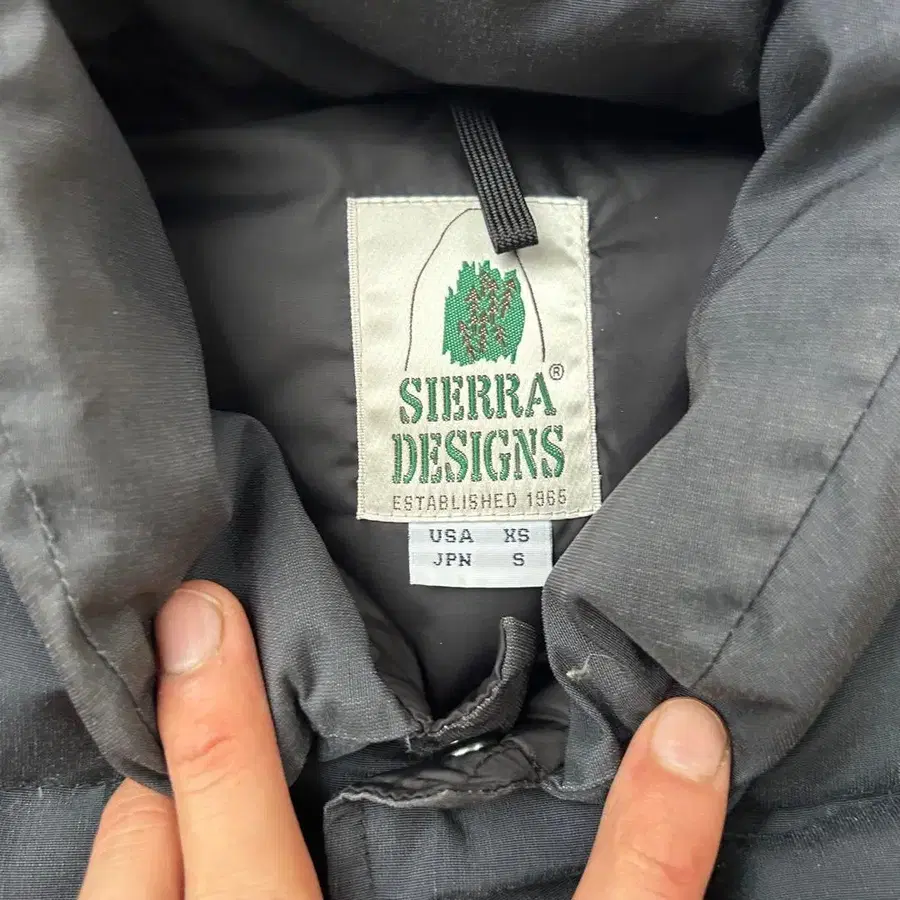 SIERRA®
DESIGNS
ESTABLISHED 1965
USA XS
JPN S